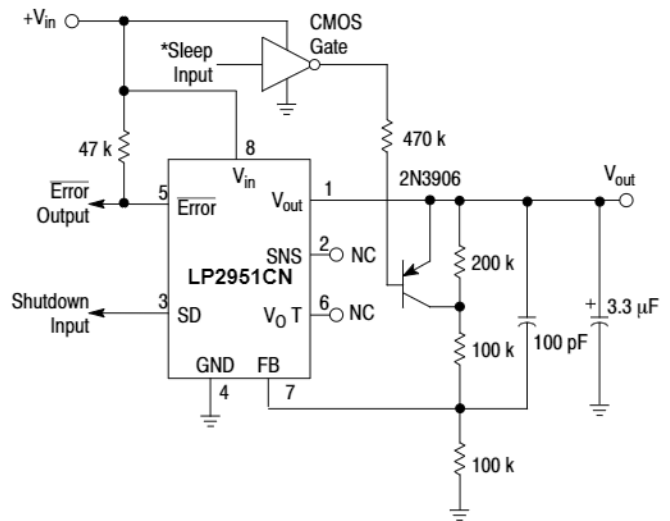 +Vin
CMOS
Gate
*Sleep
Input
47 k
470 k
8
Vin
2N3906
Vout
Error
Output
5
Error
Vout
1
SNS
2
NC
200 k
LP2951CN
Shutdown
Input
3
SD
VO T
6
NC
100 k
100 pF
+
3.3 µF
GND
FB
4
7
100 k